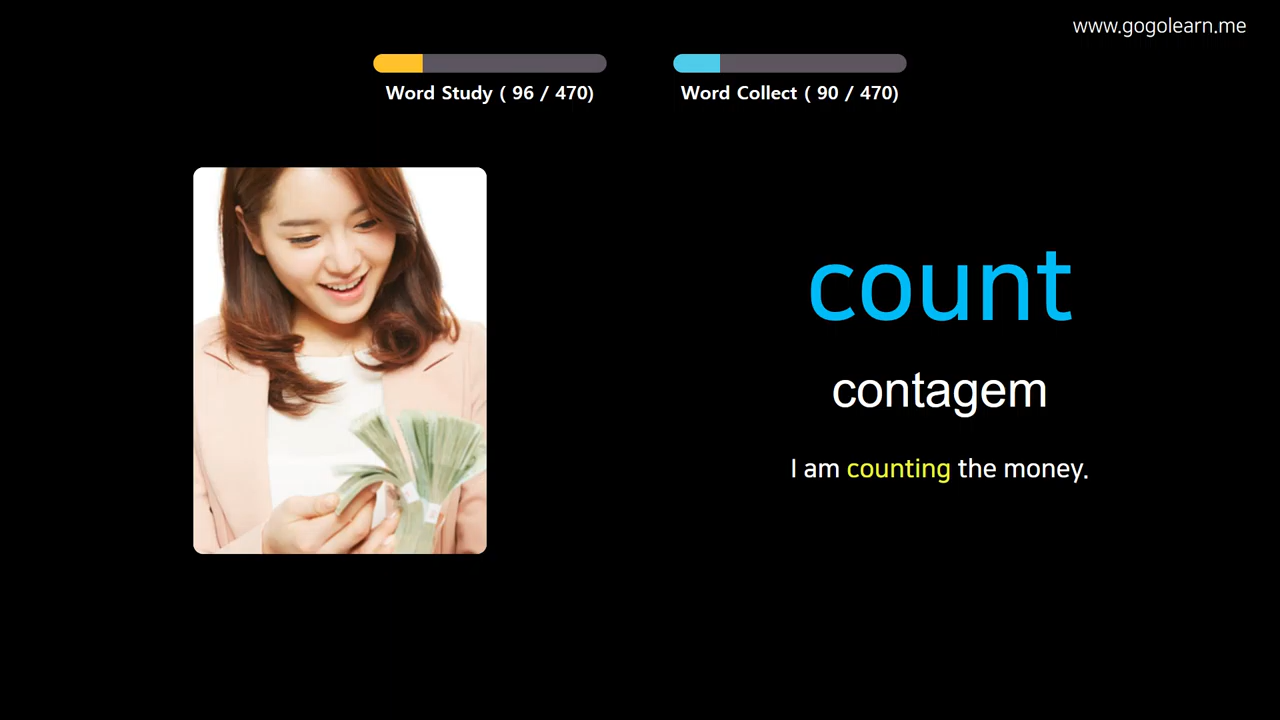 www.gogolearn.me
Word Study ( 96 / 470)
Word Collect ( 90 / 470)
count
contagem
I am counting the money.